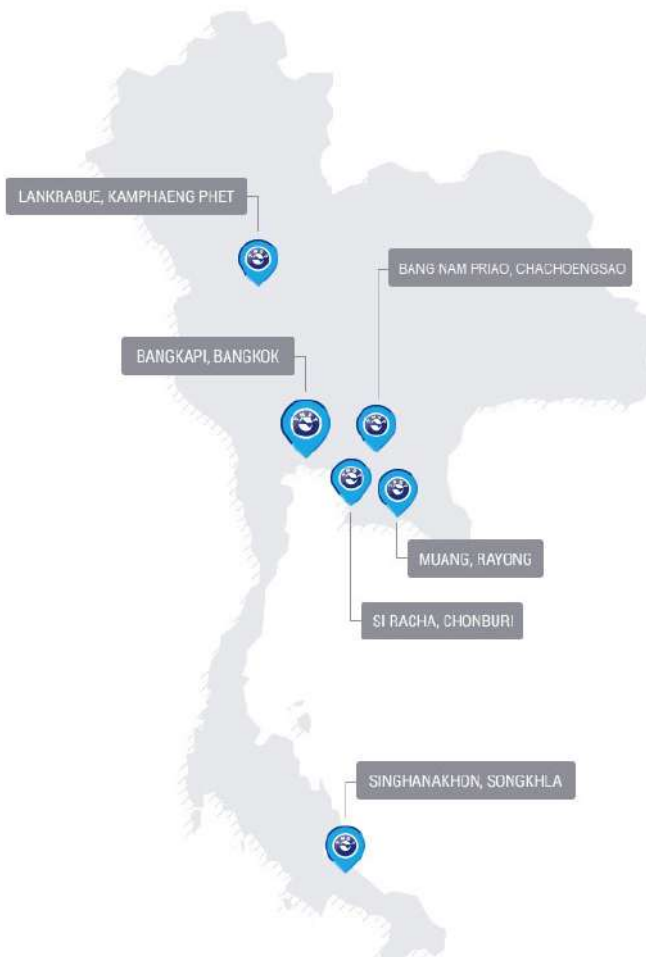 LANKRABUE, KAMPHAENG PHET
BANG NAM PRIAO, CHACHOENGSAO
BANGKAPI, BANGKOK
MUANG, RAYONG
SI RACHA, CHONBURI
SINGHANAKHON, SONGKHLA